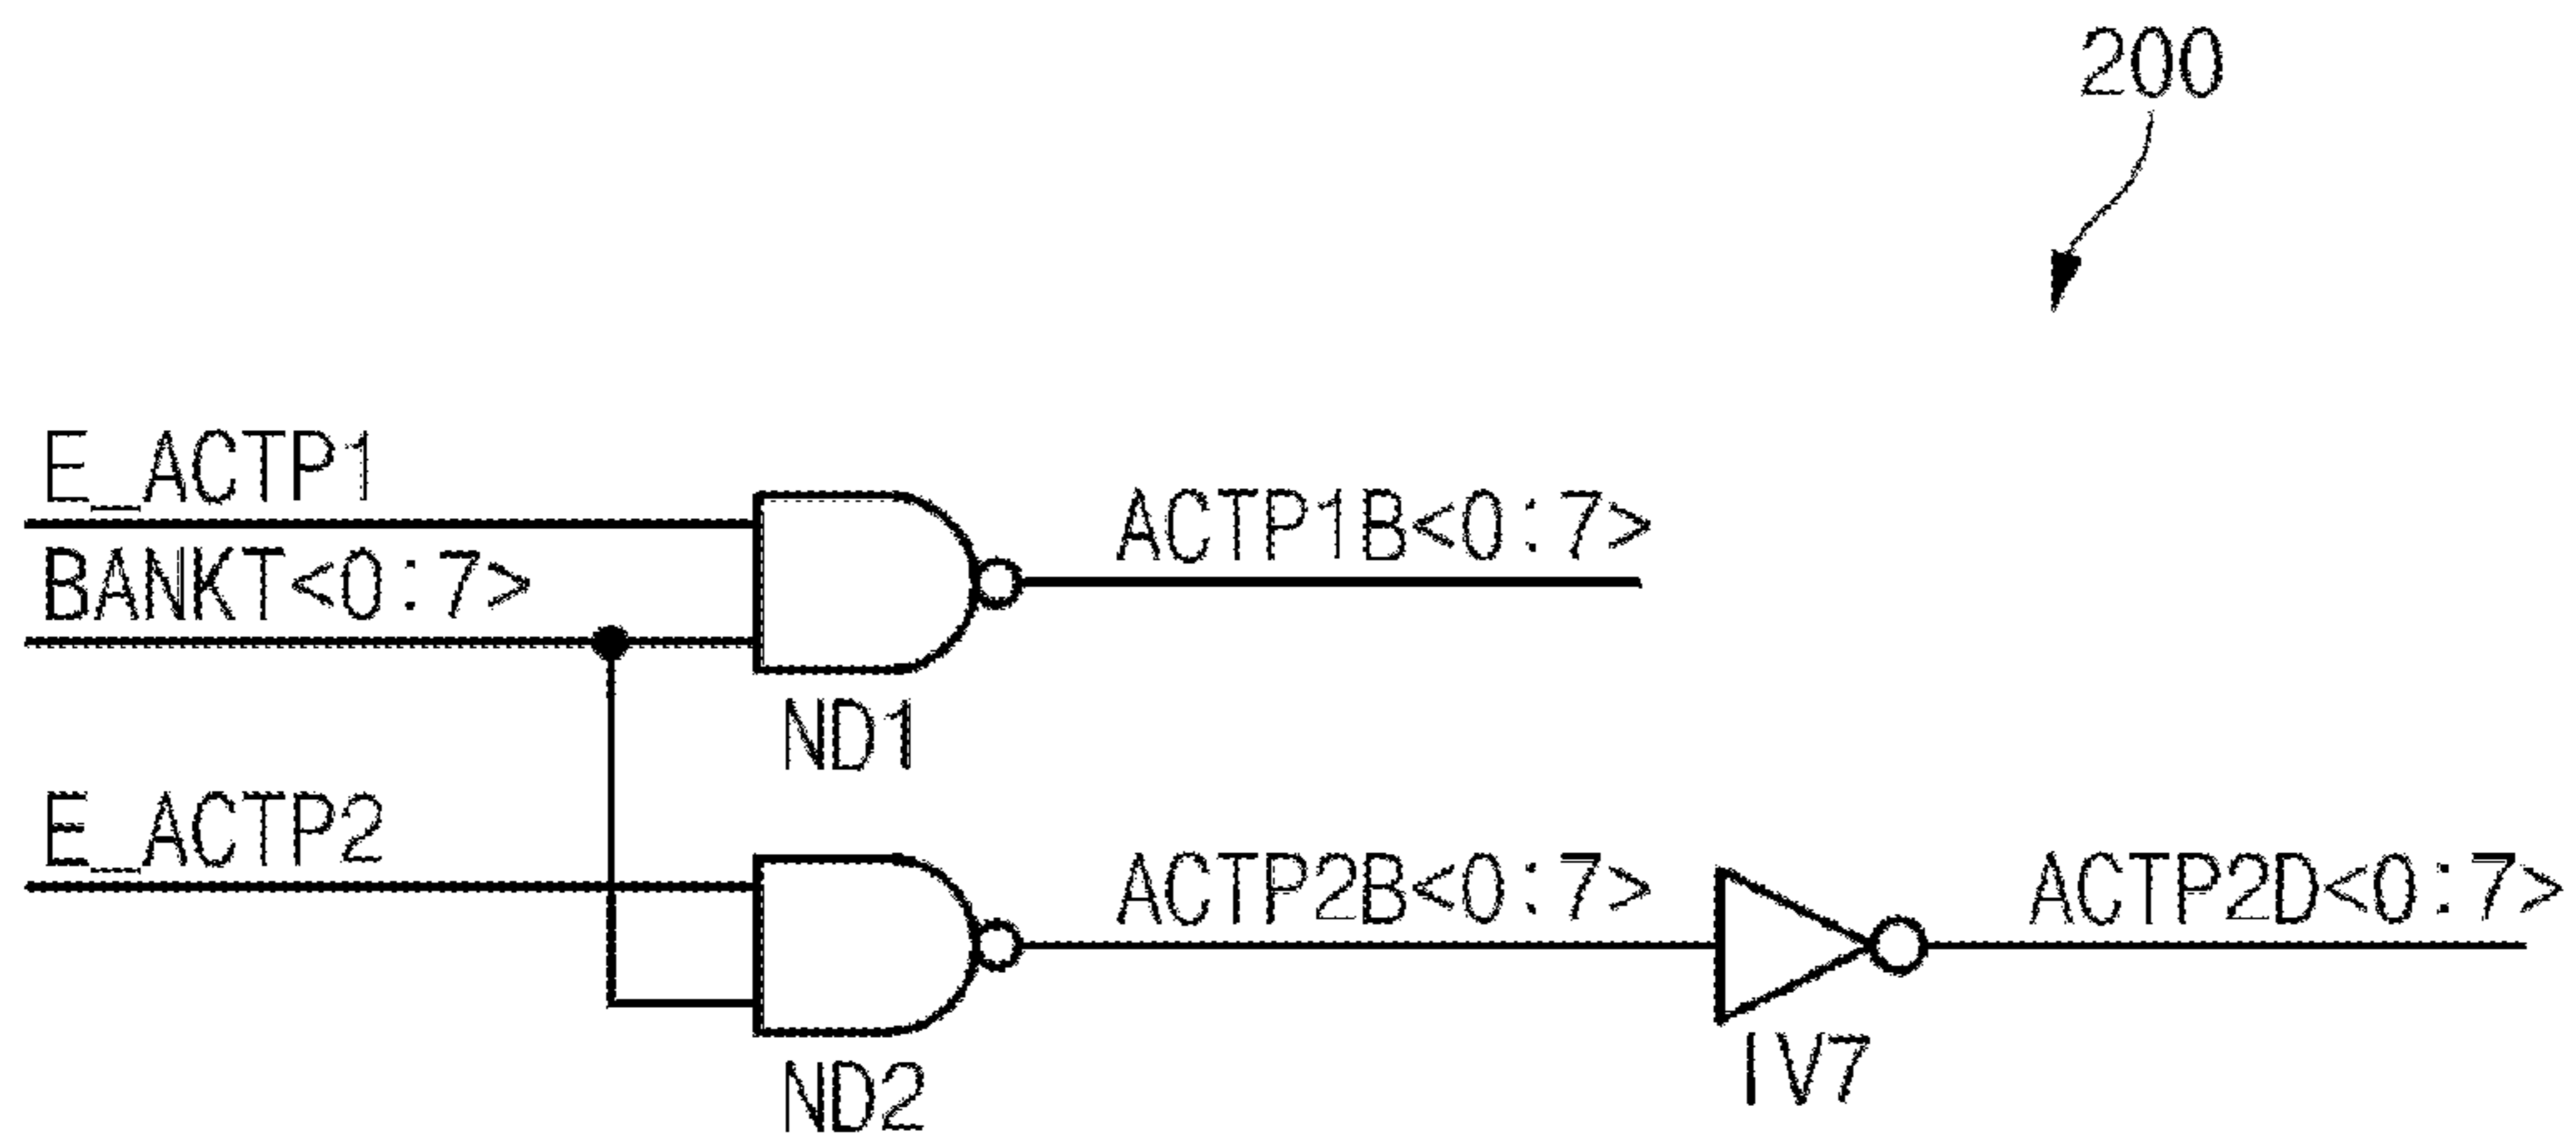 200
E_ACTP1
BANKT<0:7>
ACTP1B<0:7>
ND1
E_ACTP2
ACTP2B<0:7>
ACTP2D<0:7>
ND2
IV7